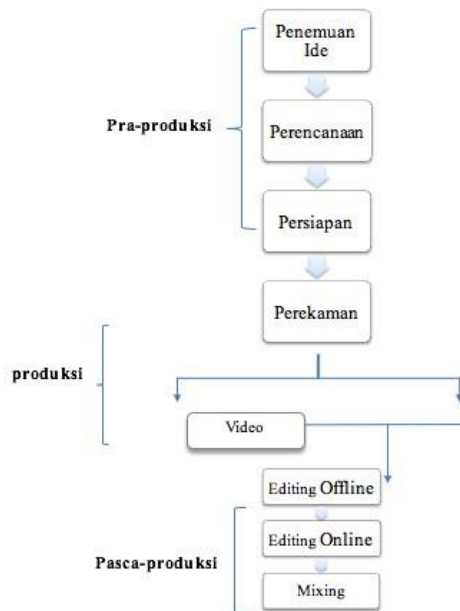 Penemuan
Ide
Pra-produksi
Perencanaan
Persiapan
Perekaman
produksi
Video
Editing Offline
Editing Online
Pasca-produksi
Mixing